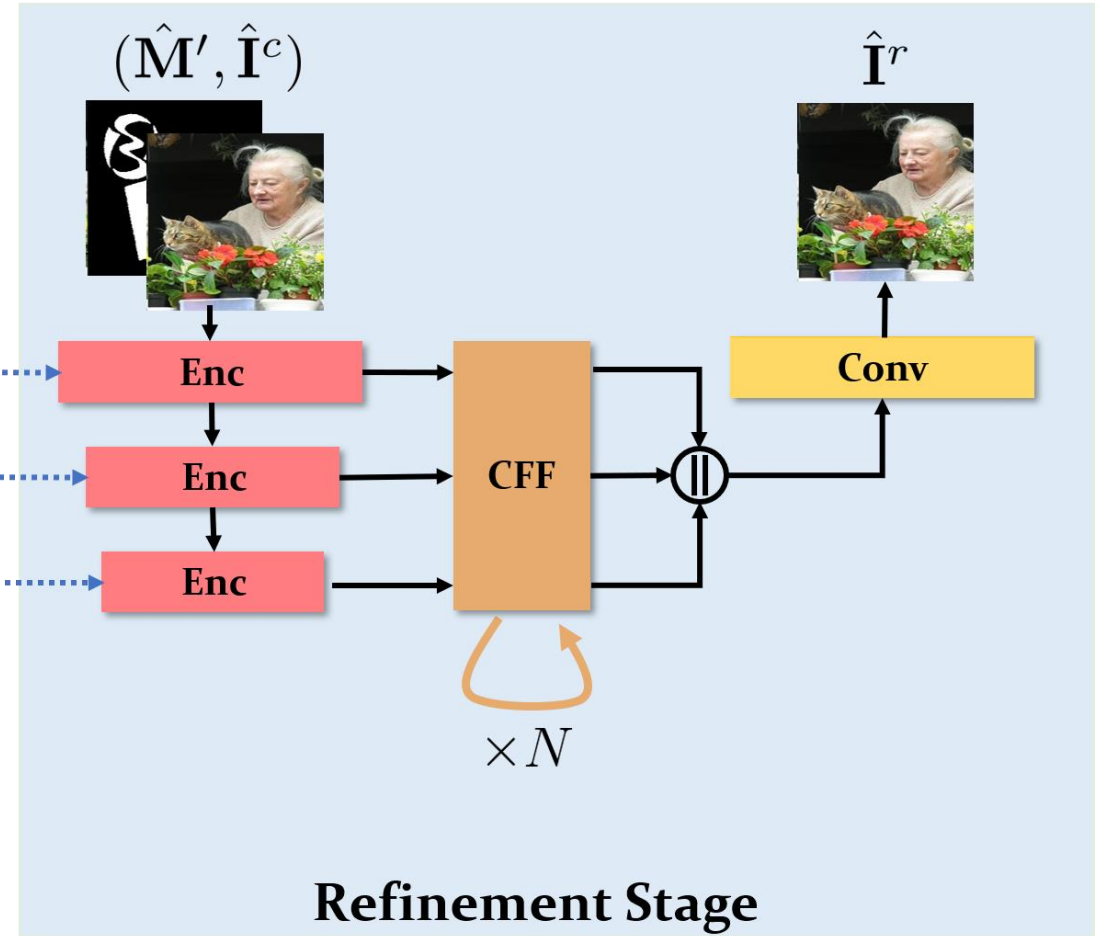 (M̂′, Î^c)
Î^r
Enc
Conv
Enc
CFF
||
Enc
×N
Refinement Stage